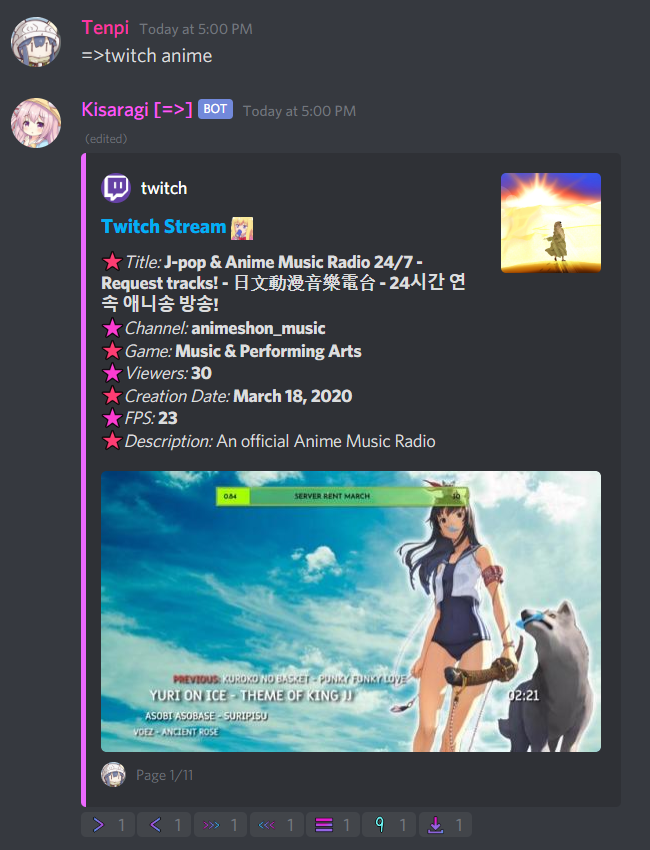 Tenpi Today at 5:00 PM
=>twitch anime
Kisaragi [=>] BOT Today at 5:00 PM
(edited)
twitch
Twitch Stream
Title: J-pop & Anime Music Radio 24/7 -
Request tracks! - 日文動漫音樂電台 - 24시간 연
속 애니송 방송!
Channel: animeshon_music
Game: Music & Performing Arts
Viewers: 30
Creation Date: March 18, 2020
FPS: 23
Description: An official Anime Music Radio
0.84 SERVER RENT MARCH 40
PREVIOUS: KUROKO NO BASKET - PUNKY FUNKY LOVE
YURI ON ICE - THEME OF KING JJ 02:21
ASOBI ASOBASE - SURIPISU
VDEZ - ANCIENT ROSE
Page 1/11
1 1 1 1 1 1 1